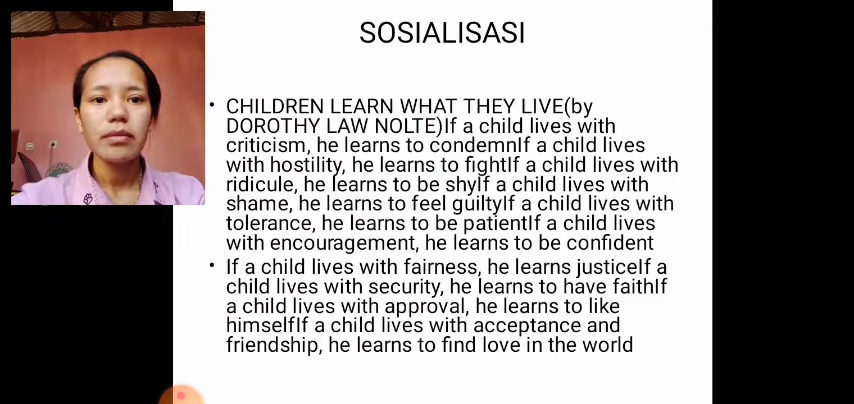 SOSIALISASI
• CHILDREN LEARN WHAT THEY LIVE(by
DOROTHY LAW NOLTE)If a child lives with
criticism, he learns to condemnIf a child lives
with hostility, he learns to fightIf a child lives with
ridicule, he learns to be shyIf a child lives with
shame, he learns to feel guiltyIf a child lives with
tolerance, he learns to be patientIf a child lives
with encouragement, he learns to be confident
• If a child lives with fairness, he learns justiceIf a
child lives with security, he learns to have faithIf
a child lives with approval, he learns to like
himselfIf a child lives with acceptance and
friendship, he learns to find love in the world